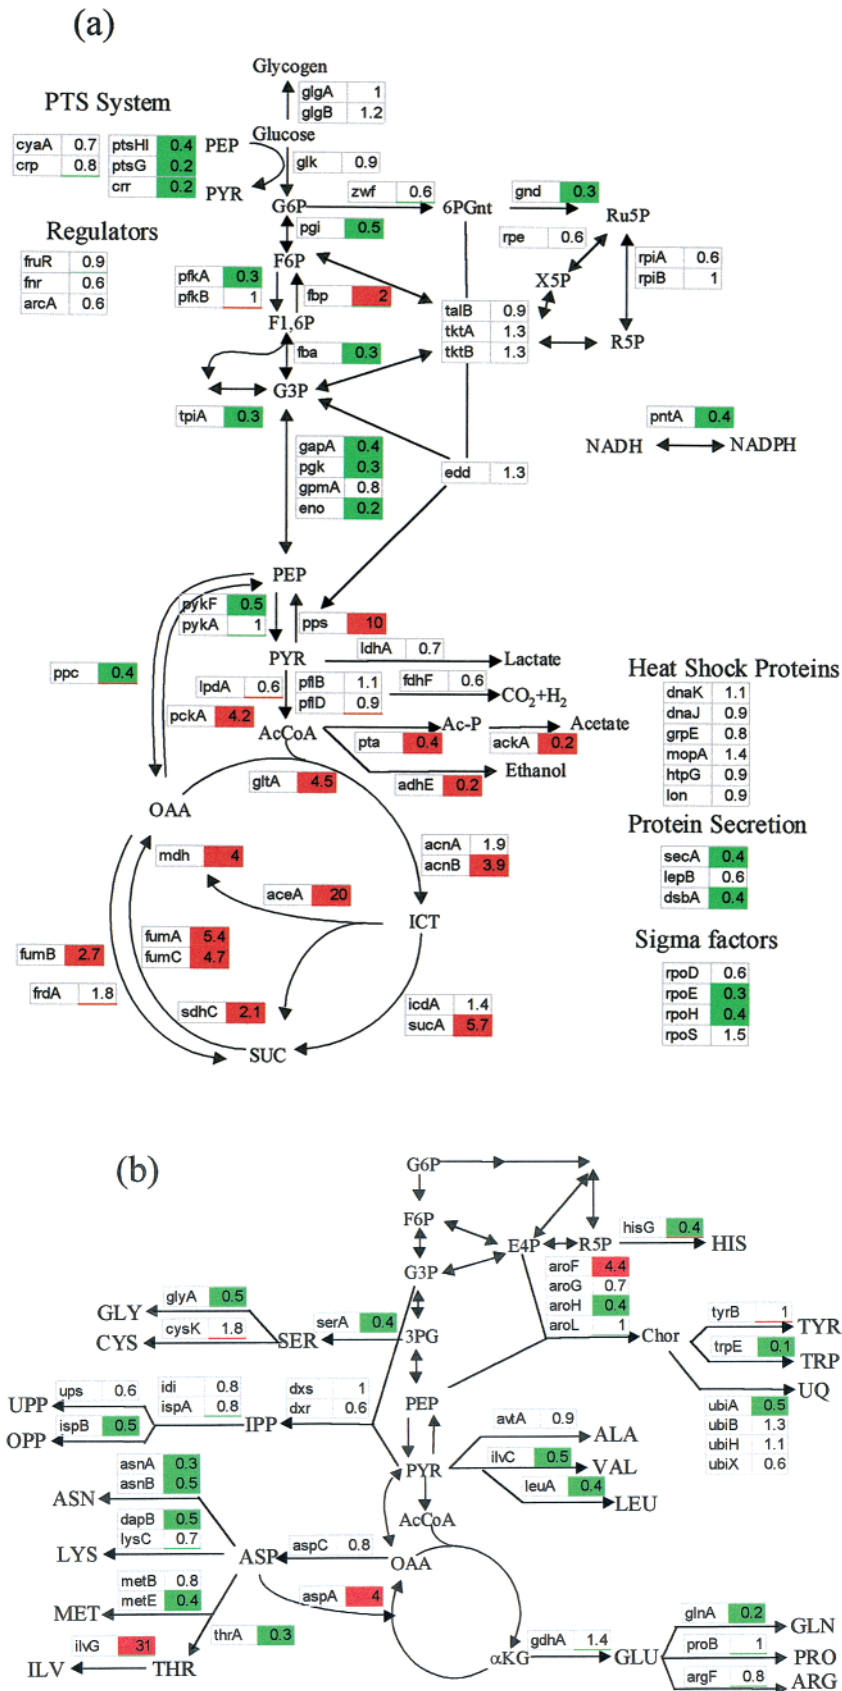 (a)
Glycogen
glgA 1
glgB 1.2
PTS System
Glucose
cyaA 0.7
crp 0.8
ptsHI 0.4
ptsG 0.2
crr 0.2
PEP
PYR
glk 0.9
G6P
zwf 0.6
6PGnt
gnd 0.3
Ru5P
Regulators
fruR 0.9
fnr 0.6
arcA 0.6
pgi 0.5
rpe 0.6
rpiA 0.6
rpiB 1
F6P
pfkA 0.3
pfkB 1
fbp 2
X5P
F1,6P
talB 0.9
tktA 1.3
tktB 1.3
R5P
fba 0.3
G3P
tpiA 0.3
pntA 0.4
NADH
NADPH
gapA 0.4
pgk 0.3
gpmA 0.8
eno 0.2
edd 1.3
PEP
pykF 0.5
pykA 1
pps 10
ldhA 0.7
PYR
Lactate
ppc 0.4
lpdA 0.6
pflB 1.1
pflD 0.9
fdhF 0.6
CO2+H2
pckA 4.2
AcCoA
Ac-P
Acetate
pta 0.4
ackA 0.2
Ethanol
adhE 0.2
gltA 4.5
OAA
Heat Shock Proteins
dnaK 1.1
dnaJ 0.9
grpE 0.8
mopA 1.4
htpG 0.9
lon 0.9
Protein Secretion
secA 0.4
lepB 0.6
dsbA 0.4
mdh 4
acnA 1.9
acnB 3.9
aceA 20
ICT
fumA 5.4
fumC 4.7
fumB 2.7
frdA 1.8
sdhC 2.1
icdA 1.4
sucA 5.7
SUC
Sigma factors
rpoD 0.6
rpoE 0.3
rpoH 0.4
rpoS 1.5
(b)
G6P
F6P
E4P
R5P
hisG 0.4
HIS
G3P
aroF 4.4
aroG 0.7
aroH 0.4
aroL 1
glyA 0.5
GLY
cysK 1.8
CYS
SER
serA 0.4
3PG
Chor
tyrB 1
TYR
trpE 0.1
TRP
UQ
ubiA 0.5
ubiB 1.3
ubiH 1.1
ubiX 0.6
UPP
ups 0.6
OPP
ispB 0.5
idi 0.8
ispA 0.8
IPP
dxs 1
dxr 0.6
PEP
avtA 0.9
ALA
ilvC 0.5
VAL
PYR
leuA 0.4
LEU
asnA 0.3
asnB 0.5
ASN
AcCoA
dapB 0.5
lysC 0.7
LYS
ASP
aspC 0.8
OAA
metB 0.8
metE 0.4
MET
aspA 4
thrA 0.3
ilvG 31
ILV
THR
αKG
gdhA 1.4
GLU
glnA 0.2
GLN
proB 1
PRO
argF 0.8
ARG